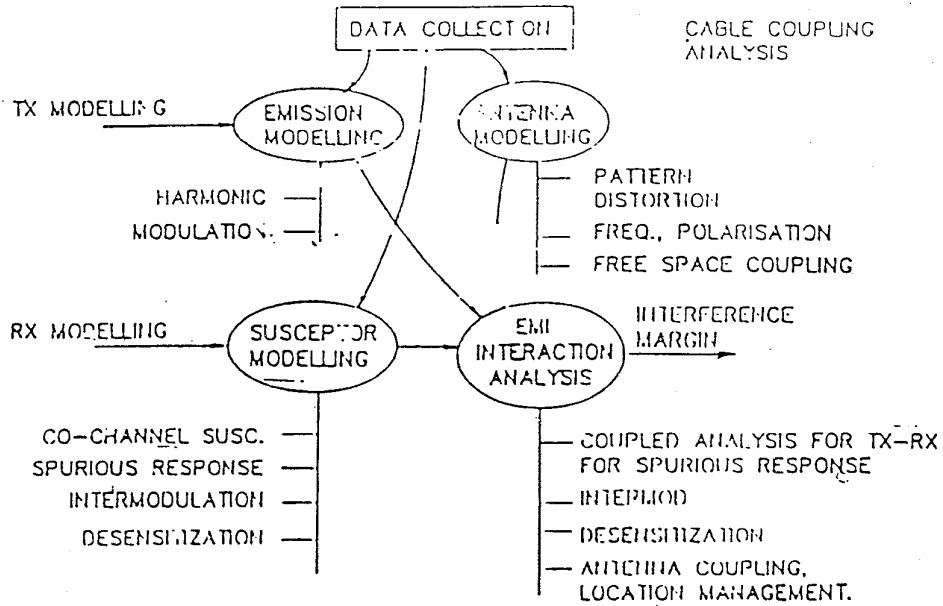 DATA COLLECTION
CABLE COUPLING
ANALYSIS
TX MODELLING
EMISSION
MODELLING
ANTENNA
MODELLING
HARMONIC
MODULATION.
PATTERN
DISTORTION
FREQ., POLARISATION
FREE SPACE COUPLING
RX MODELLING
SUSCEPTOR
MODELLING
EMI
INTERACTION
ANALYSIS
INTERFERENCE
MARGIN
CO-CHANNEL SUSC.
SPURIOUS RESPONSE
INTERMODULATION
DESENSITIZATION
COUPLED ANALYSIS FOR TX-RX
FOR SPURIOUS RESPONSE
INTERMOD
DESENSITIZATION
ANTENNA COUPLING,
LOCATION MANAGEMENT.